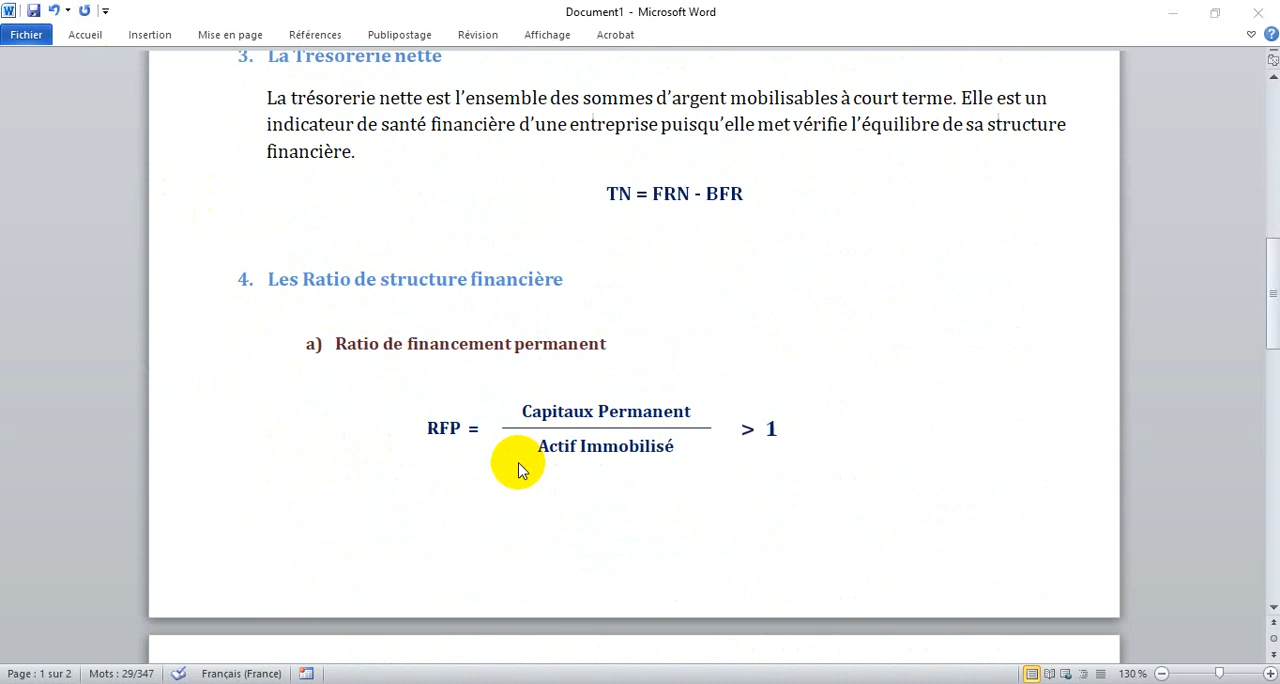 Document1 - Microsoft Word
Fichier Accueil Insertion Mise en page Références Publipostage Révision Affichage Acrobat
3. La Trésorerie nette
La trésorerie nette est l’ensemble des sommes d’argent mobilisables à court terme. Elle est un
indicateur de santé financière d’une entreprise puisqu’elle met vérifie l’équilibre de sa structure
financière.
TN = FRN - BFR
4. Les Ratio de structure financière
a) Ratio de financement permanent
Capitaux Permanent
RFP = > 1
Actif Immobilisé
Page : 1 sur 2 Mots : 29/347 Français (France) 130 %